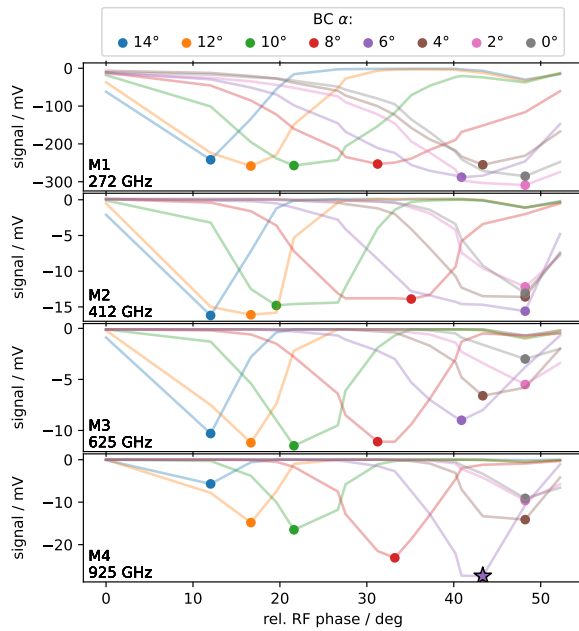 BC α:
14° 12° 10° 8° 6° 4° 2° 0°
0
−100
−200
−300
signal / mV
M1
272 GHz
0
−5
−10
−15
signal / mV
M2
412 GHz
0
−5
−10
signal / mV
M3
625 GHz
0
−10
−20
signal / mV
M4
925 GHz
0 10 20 30 40 50
rel. RF phase / deg